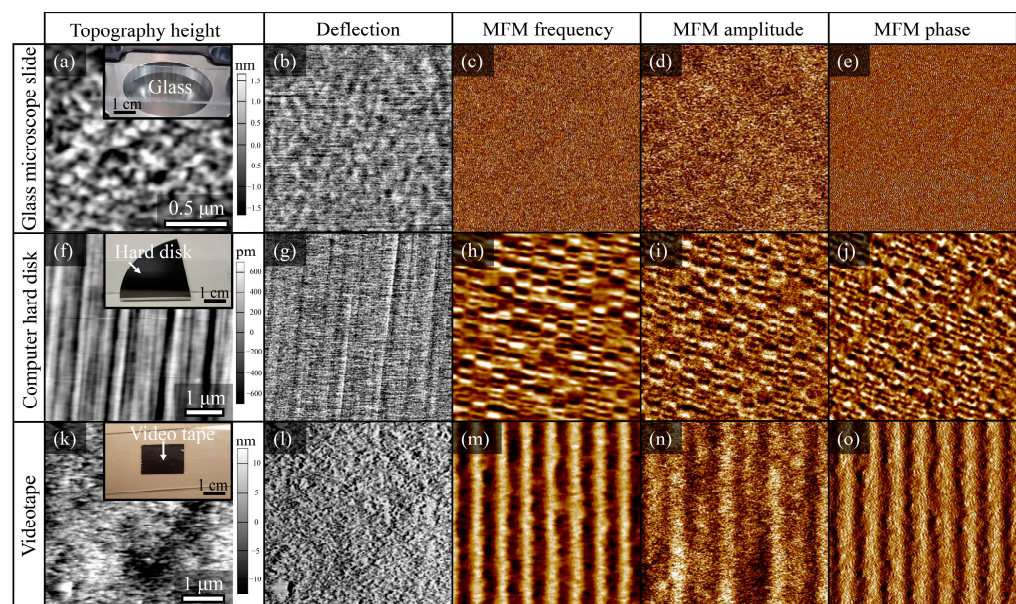 Topography height
Deflection
MFM frequency
MFM amplitude
MFM phase
Glass microscope slide
(a)
Glass
1 cm
0.5 μm
nm
1.5
1.0
0.5
0.0
−0.5
−1.0
−1.5
(b)
(c)
(d)
(e)
Computer hard disk
(f)
Hard disk
1 cm
1 μm
pm
600
400
200
0
−200
−400
−600
(g)
(h)
(i)
(j)
Videotape
(k)
Video tape
1 cm
1 μm
nm
10
5
0
−5
−10
(l)
(m)
(n)
(o)